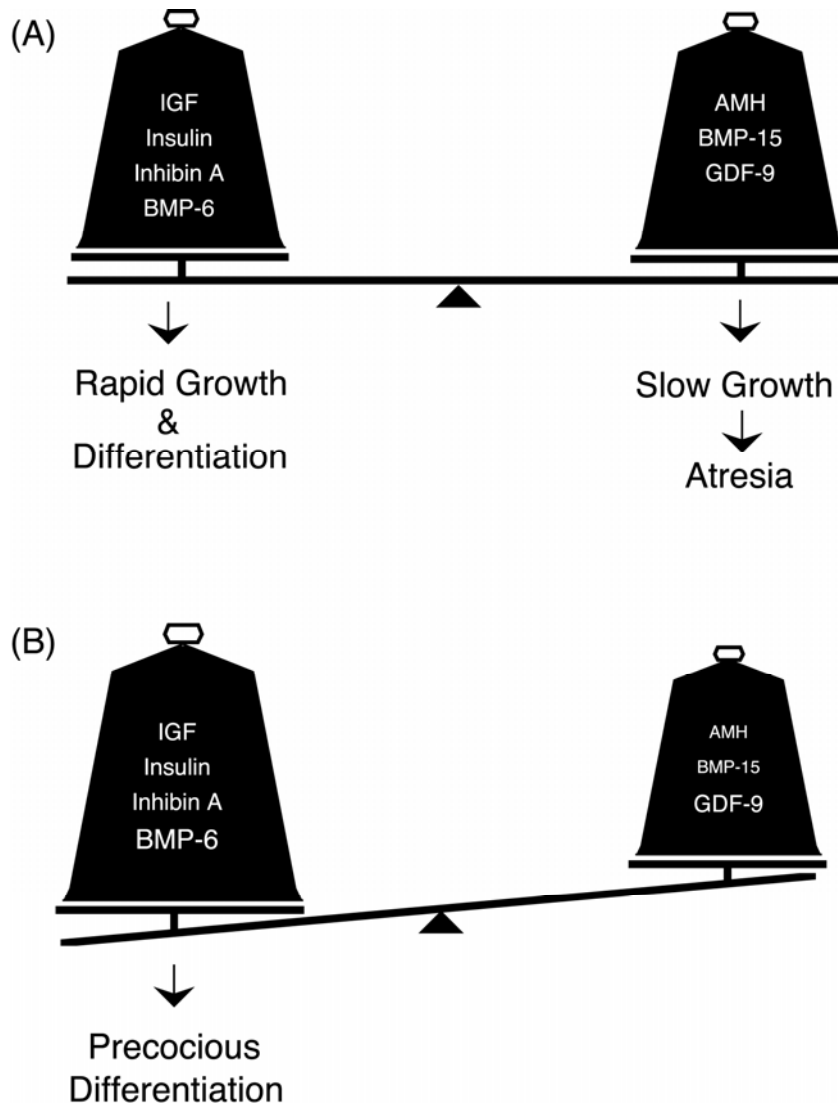 (A)
IGF
Insulin
Inhibin A
BMP-6
AMH
BMP-15
GDF-9
Rapid Growth
&
Differentiation
Slow Growth
Atresia
(B)
IGF
Insulin
Inhibin A
BMP-6
AMH
BMP-15
GDF-9
Precocious
Differentiation